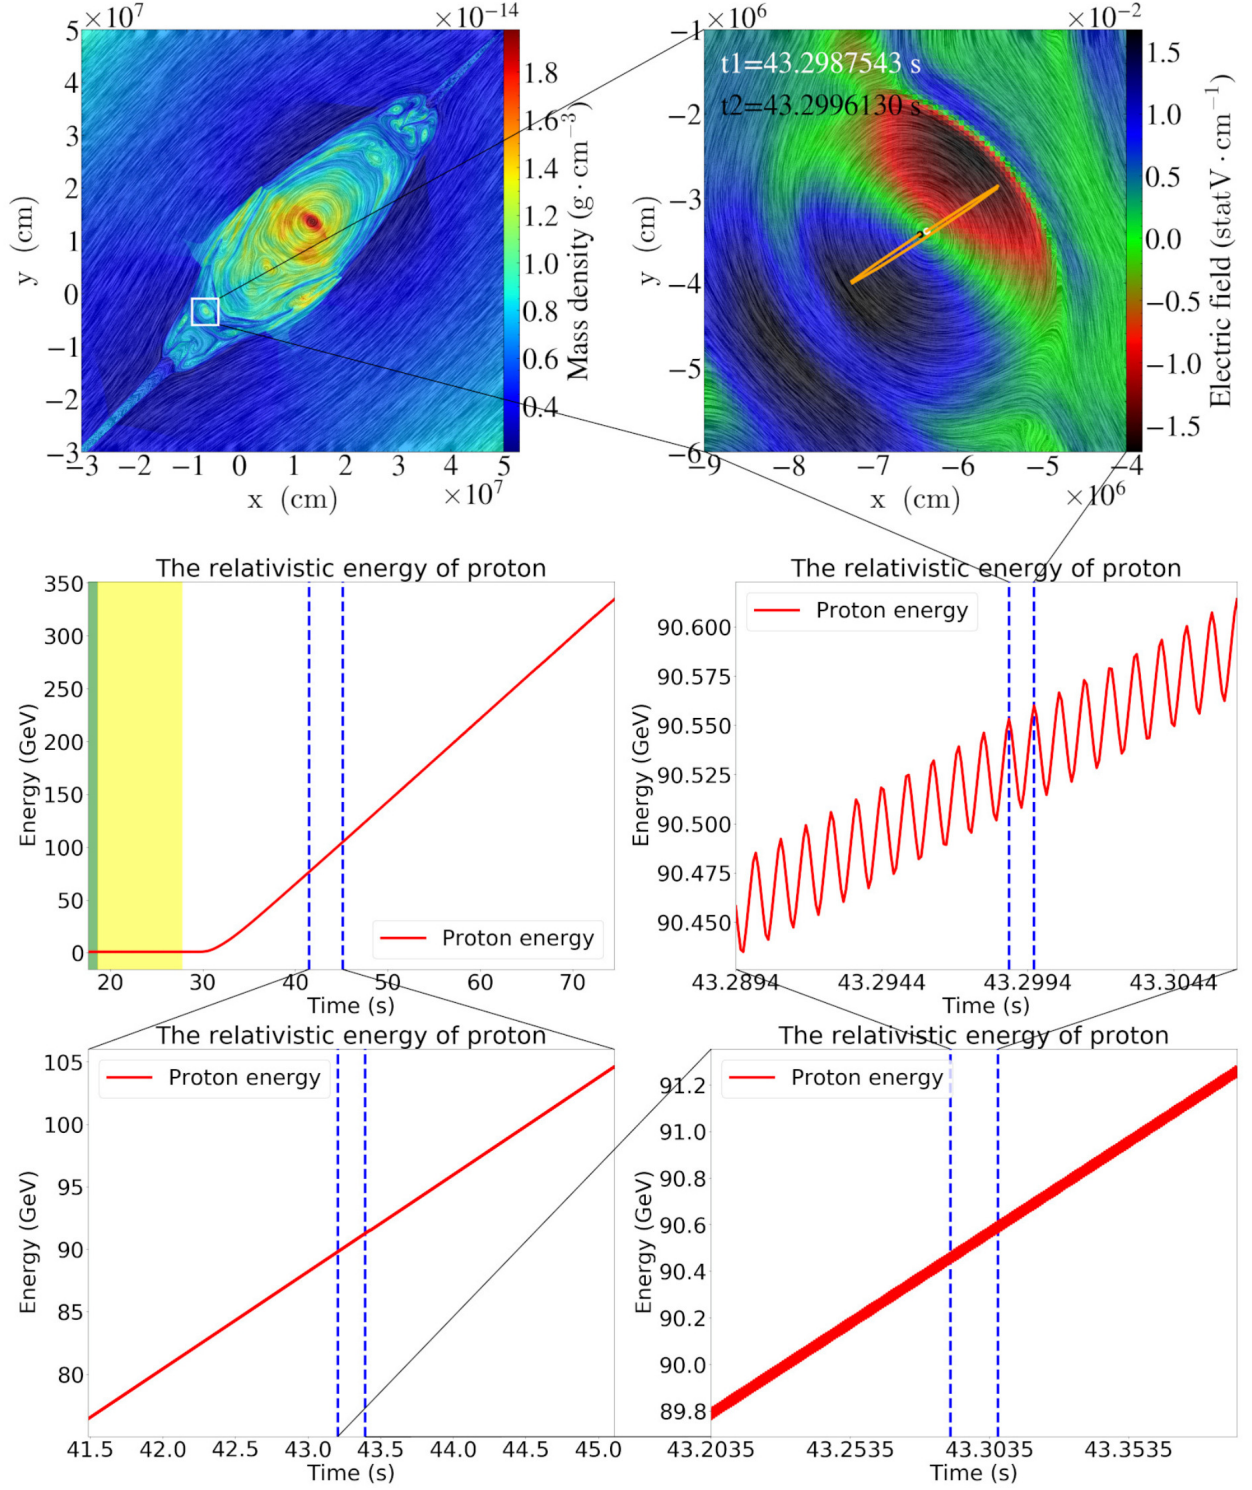 ×10⁷
×10⁻¹⁴
5
4
3
2
1
0
−1
−2
−3
y (cm)
−3 −2 −1 0 1 2 3 4 5
×10⁷
x (cm)
1.8
1.6
1.4
1.2
1.0
0.8
0.6
0.4
Mass density (g · cm⁻³)
×10⁶
×10⁻²
t1=43.2987543 s
t2=43.2996130 s
−1
−2
−3
−4
−5
−6
y (cm)
−9 −8 −7 −6 −5 −4
×10⁶
x (cm)
1.5
1.0
0.5
0.0
−0.5
−1.0
−1.5
Electric field (stat V · cm⁻¹)
The relativistic energy of proton
350
300
250
200
150
100
50
0
Energy (GeV)
Proton energy
20 30 40 50 60 70
Time (s)
The relativistic energy of proton
Proton energy
90.600
90.575
90.550
90.525
90.500
90.475
90.450
Energy (GeV)
43.2894 43.2944 43.2994 43.3044
Time (s)
The relativistic energy of proton
Proton energy
105
100
95
90
85
80
Energy (GeV)
41.5 42.0 42.5 43.0 43.5 44.0 44.5 45.0
Time (s)
The relativistic energy of proton
Proton energy
91.2
91.0
90.8
90.6
90.4
90.2
90.0
89.8
Energy (GeV)
43.2035 43.2535 43.3035 43.3535
Time (s)